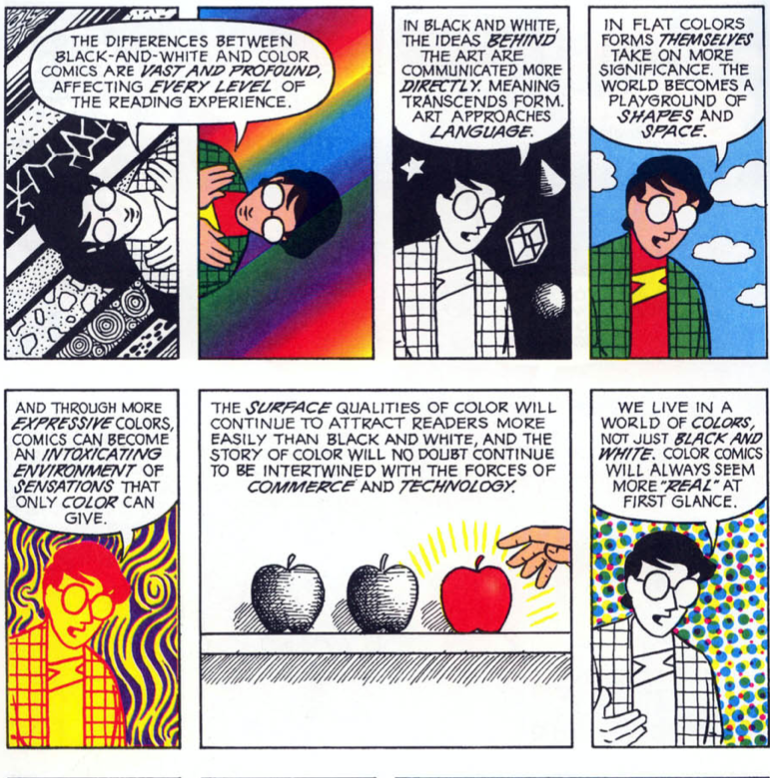 THE DIFFERENCES BETWEEN
BLACK-AND-WHITE AND COLOR
COMICS ARE VAST AND PROFOUND,
AFFECTING EVERY LEVEL OF
THE READING EXPERIENCE.
IN BLACK AND WHITE,
THE IDEAS BEHIND
THE ART ARE
COMMUNICATED MORE
DIRECTLY. MEANING
TRANSCENDS FORM.
ART APPROACHES
LANGUAGE.
IN FLAT COLORS
FORMS THEMSELVES
TAKE ON MORE
SIGNIFICANCE. THE
WORLD BECOMES A
PLAYGROUND OF
SHAPES AND
SPACE.
AND THROUGH MORE
EXPRESSIVE COLORS,
COMICS CAN BECOME
AN INTOXICATING
ENVIRONMENT OF
SENSATIONS THAT
ONLY COLOR CAN
GIVE.
THE SURFACE QUALITIES OF COLOR WILL
CONTINUE TO ATTRACT READERS MORE
EASILY THAN BLACK AND WHITE, AND THE
STORY OF COLOR WILL NO DOUBT CONTINUE
TO BE INTERTWINED WITH THE FORCES OF
COMMERCE AND TECHNOLOGY.
WE LIVE IN A
WORLD OF COLORS,
NOT JUST BLACK AND
WHITE. COLOR COMICS
WILL ALWAYS SEEM
MORE "REAL" AT
FIRST GLANCE.